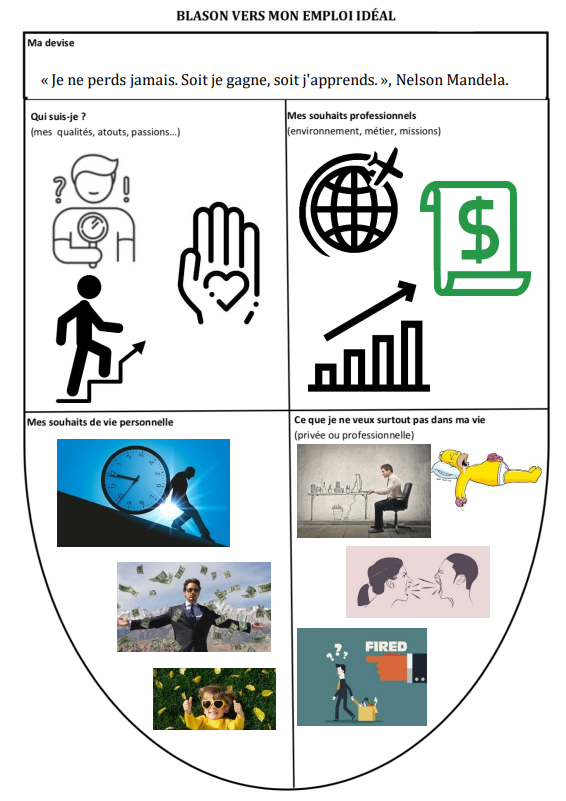 BLASON VERS MON EMPLOI IDÉAL
Ma devise
« Je ne perds jamais. Soit je gagne, soit j'apprends. », Nelson Mandela.
Qui suis-je ?
(mes qualités, atouts, passions...)
? !
Mes souhaits professionnels
(environnement, métier, missions)
$
Mes souhaits de vie personnelle
Ce que je ne veux surtout pas dans ma vie
(privée ou professionnelle)
? ? ?
FIRED